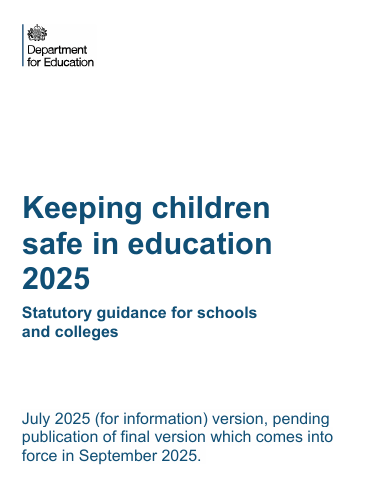 Department
for Education
Keeping children
safe in education
2025
Statutory guidance for schools
and colleges
July 2025 (for information) version, pending
publication of final version which comes into
force in September 2025.